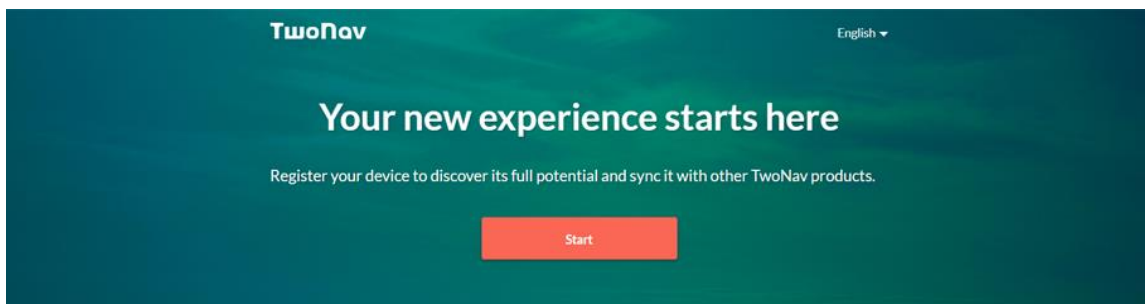 TwoNav
English
Your new experience starts here
Register your device to discover its full potential and sync it with other TwoNav products.
Start